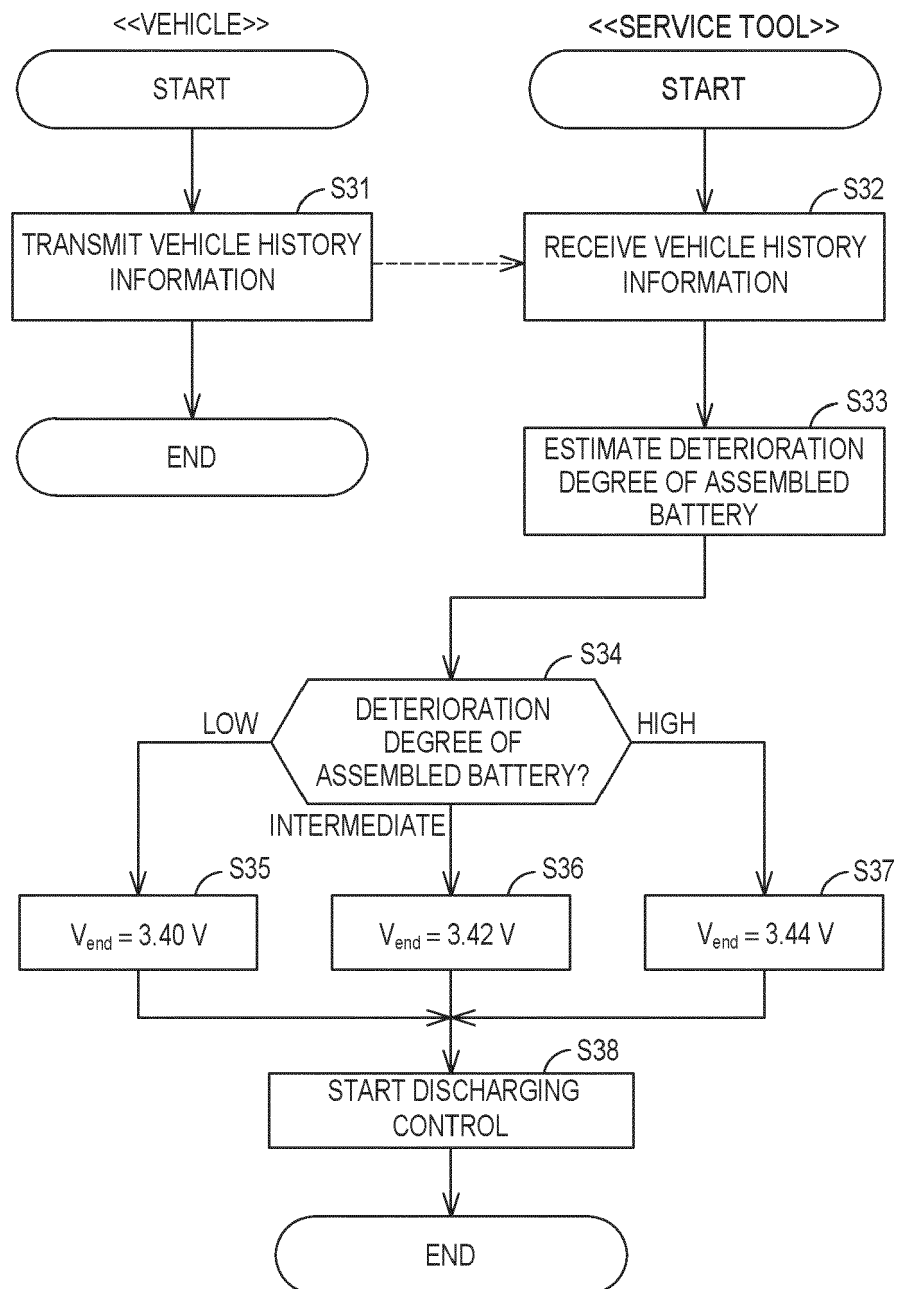 <<VEHICLE>>
<<SERVICE TOOL>>
START
START
S31
S32
TRANSMIT VEHICLE HISTORY
INFORMATION
RECEIVE VEHICLE HISTORY
INFORMATION
S33
END
ESTIMATE DETERIORATION
DEGREE OF ASSEMBLED
BATTERY
S34
DETERIORATION
DEGREE OF
ASSEMBLED BATTERY?
LOW
HIGH
INTERMEDIATE
S35
S36
S37
Vend = 3.40 V
Vend = 3.42 V
Vend = 3.44 V
S38
START DISCHARGING
CONTROL
END